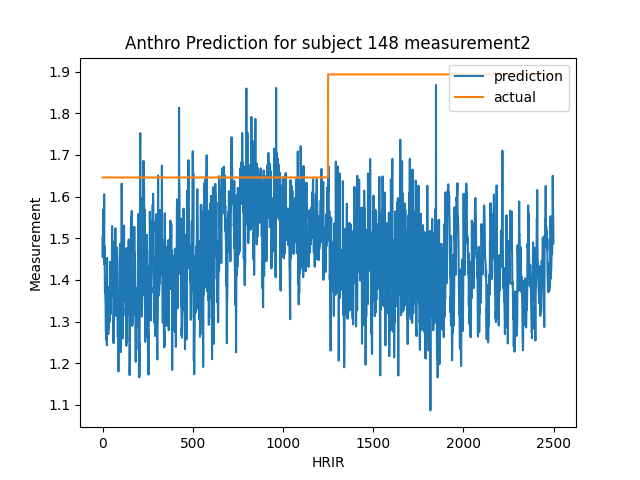 Anthro Prediction for subject 148 measurement2
prediction
actual
Measurement
1.9
1.8
1.7
1.6
1.5
1.4
1.3
1.2
1.1
0 500 1000 1500 2000 2500
HRIR